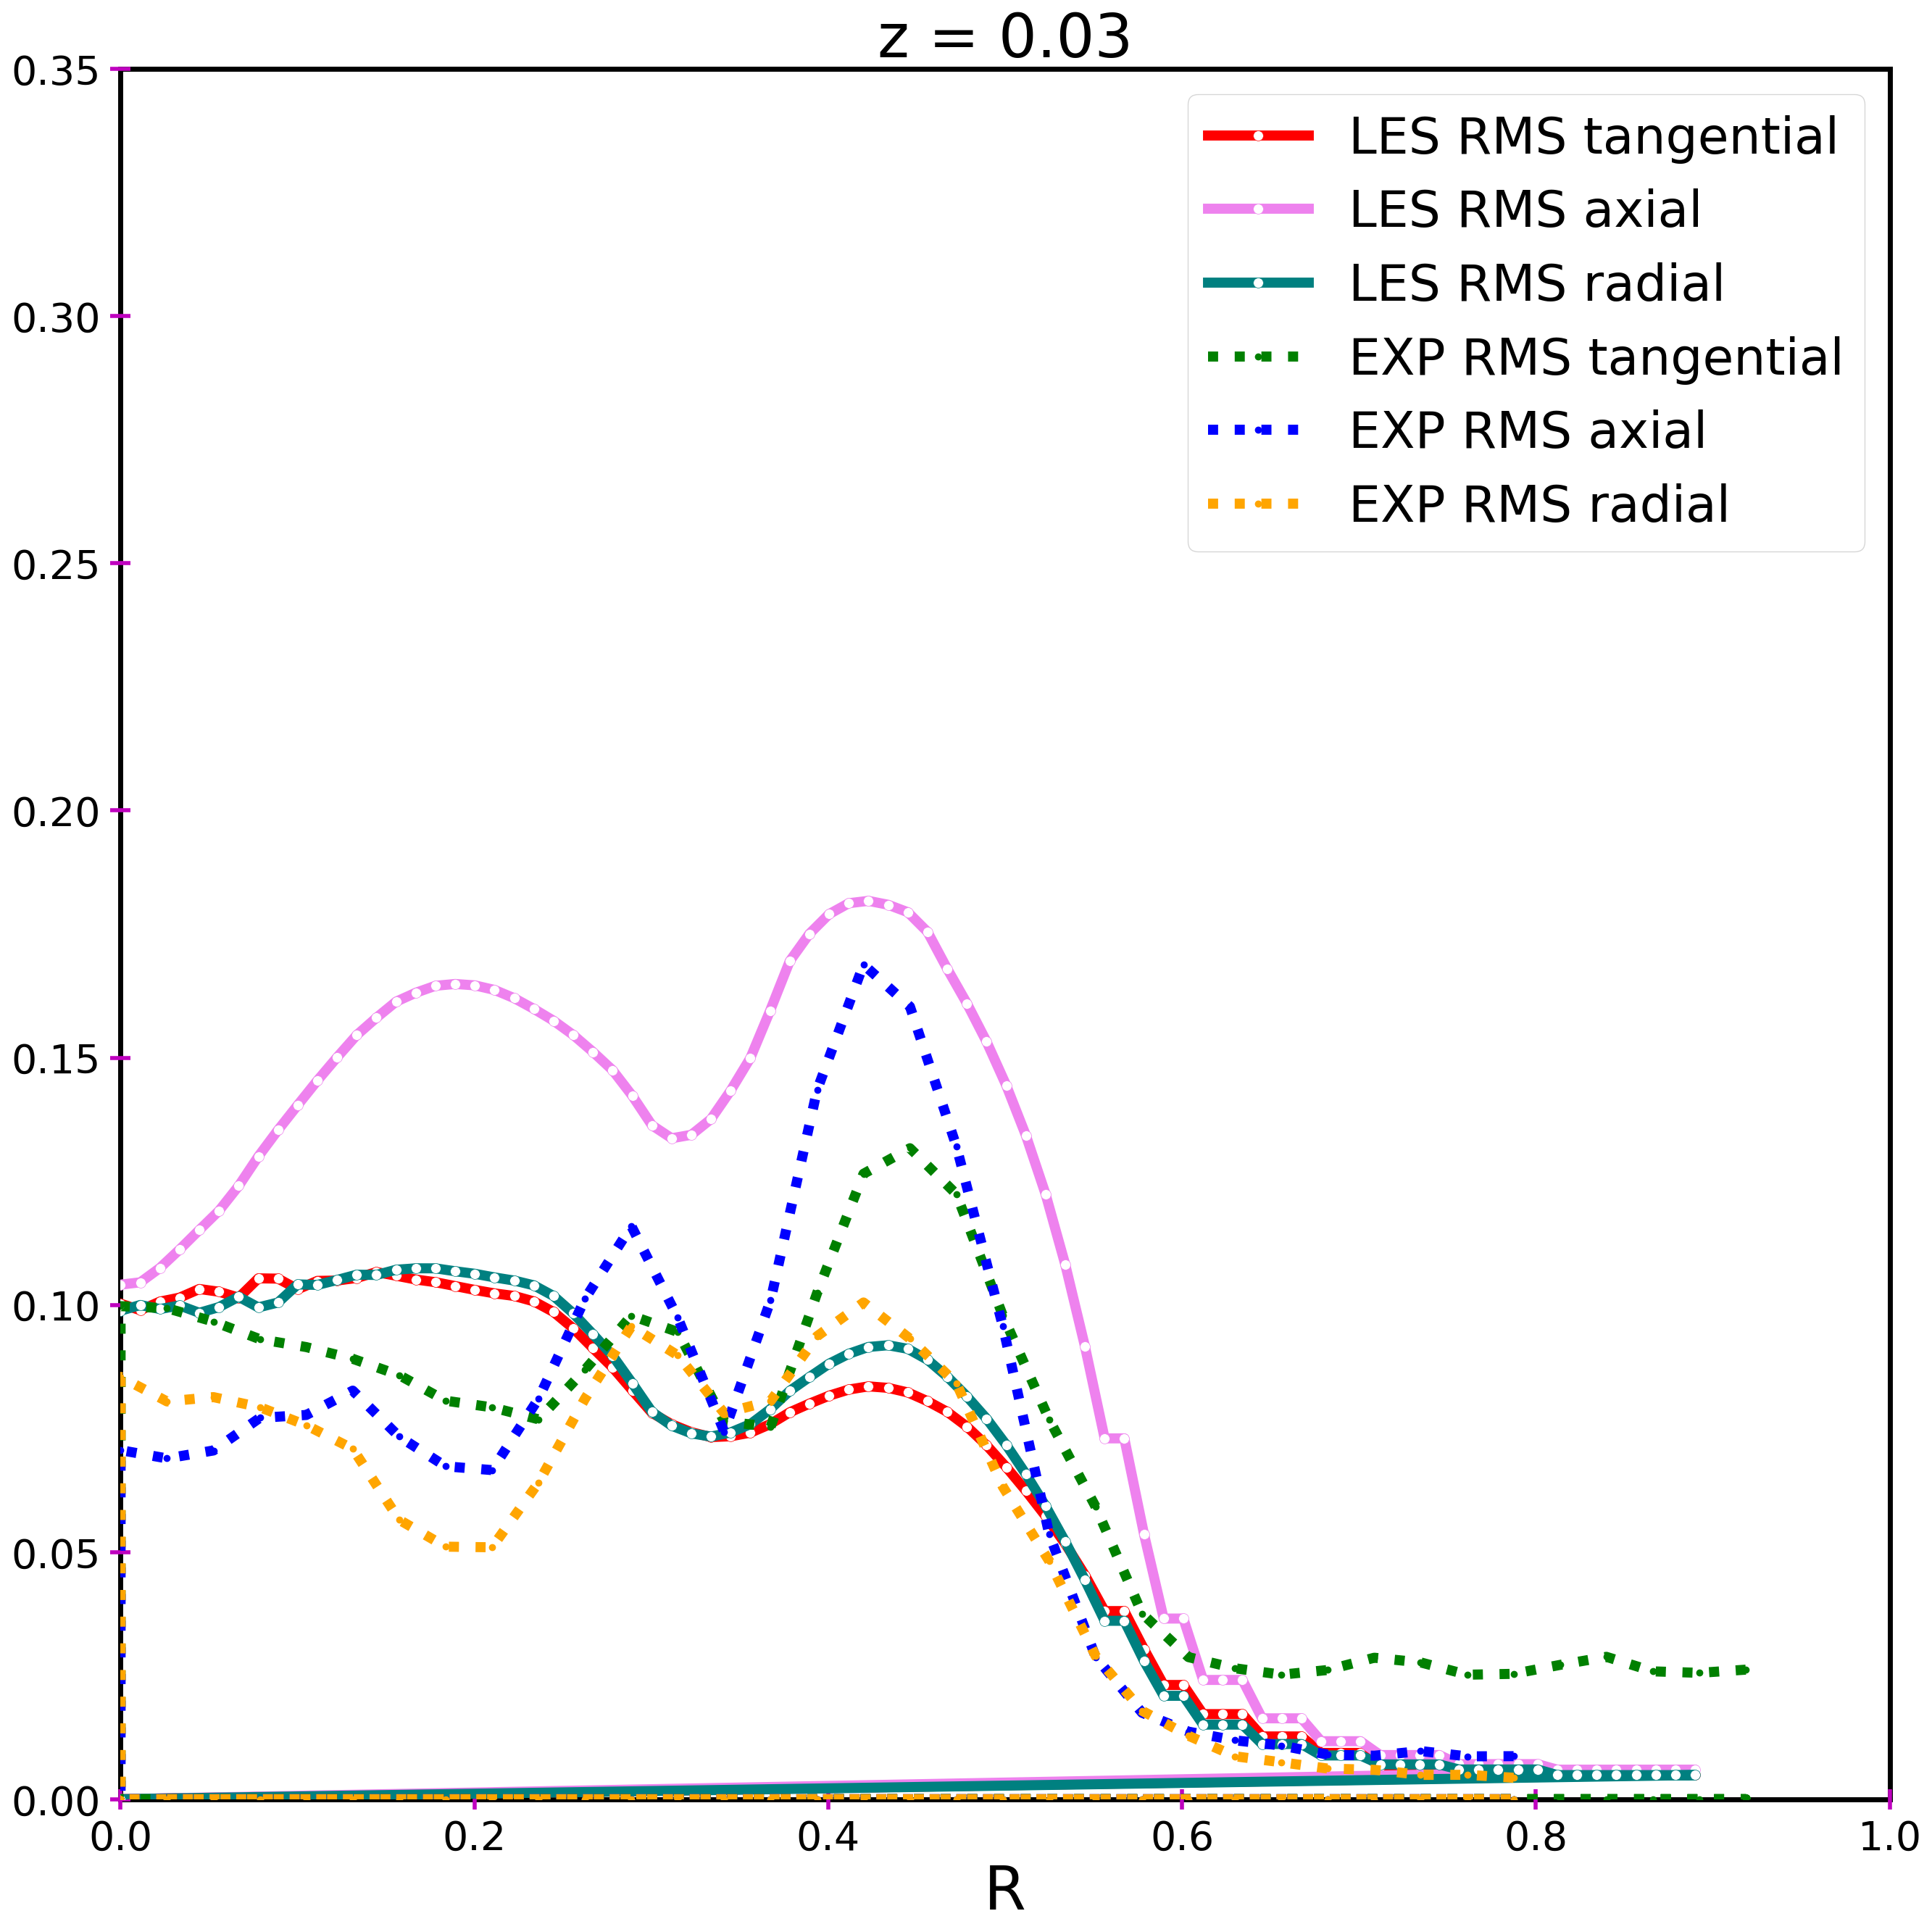 z = 0.03
0.35
0.30
0.25
0.20
0.15
0.10
0.05
0.00
LES RMS tangential
LES RMS axial
LES RMS radial
EXP RMS tangential
EXP RMS axial
EXP RMS radial
0.0 0.2 0.4 0.6 0.8 1.0
R